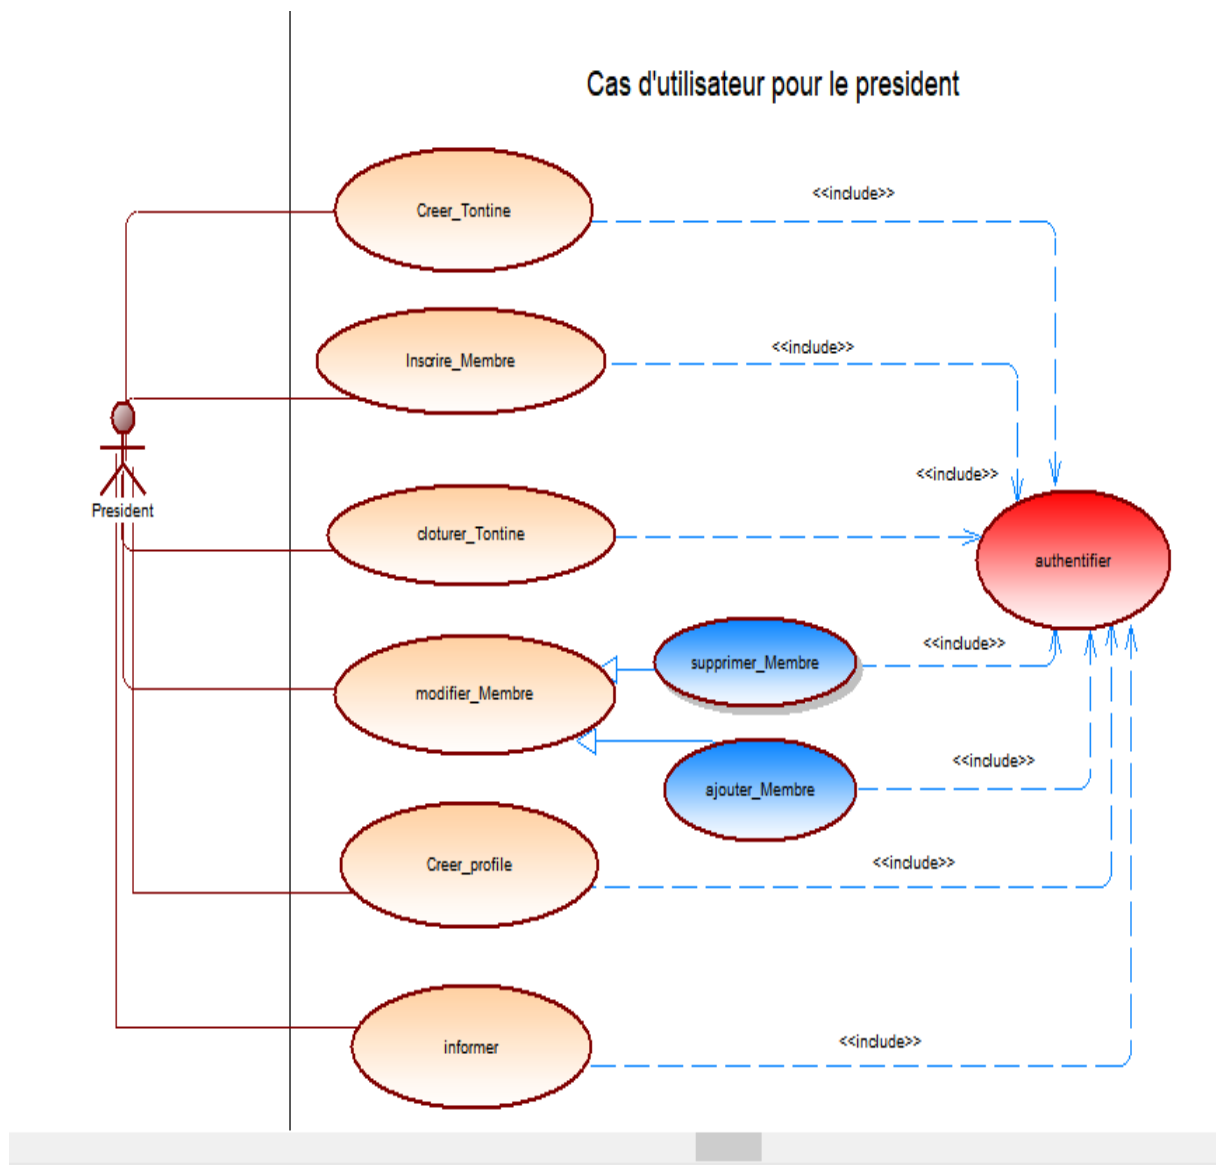 Cas d'utilisateur pour le president
<<include>>
Creer_Tontine
<<include>>
Inscrire_Membre
<<include>>
President
cloturer_Tontine
authentifier
<<include>>
supprimer_Membre
modifier_Membre
<<include>>
ajouter_Membre
<<include>>
Creer_profile
<<include>>
informer